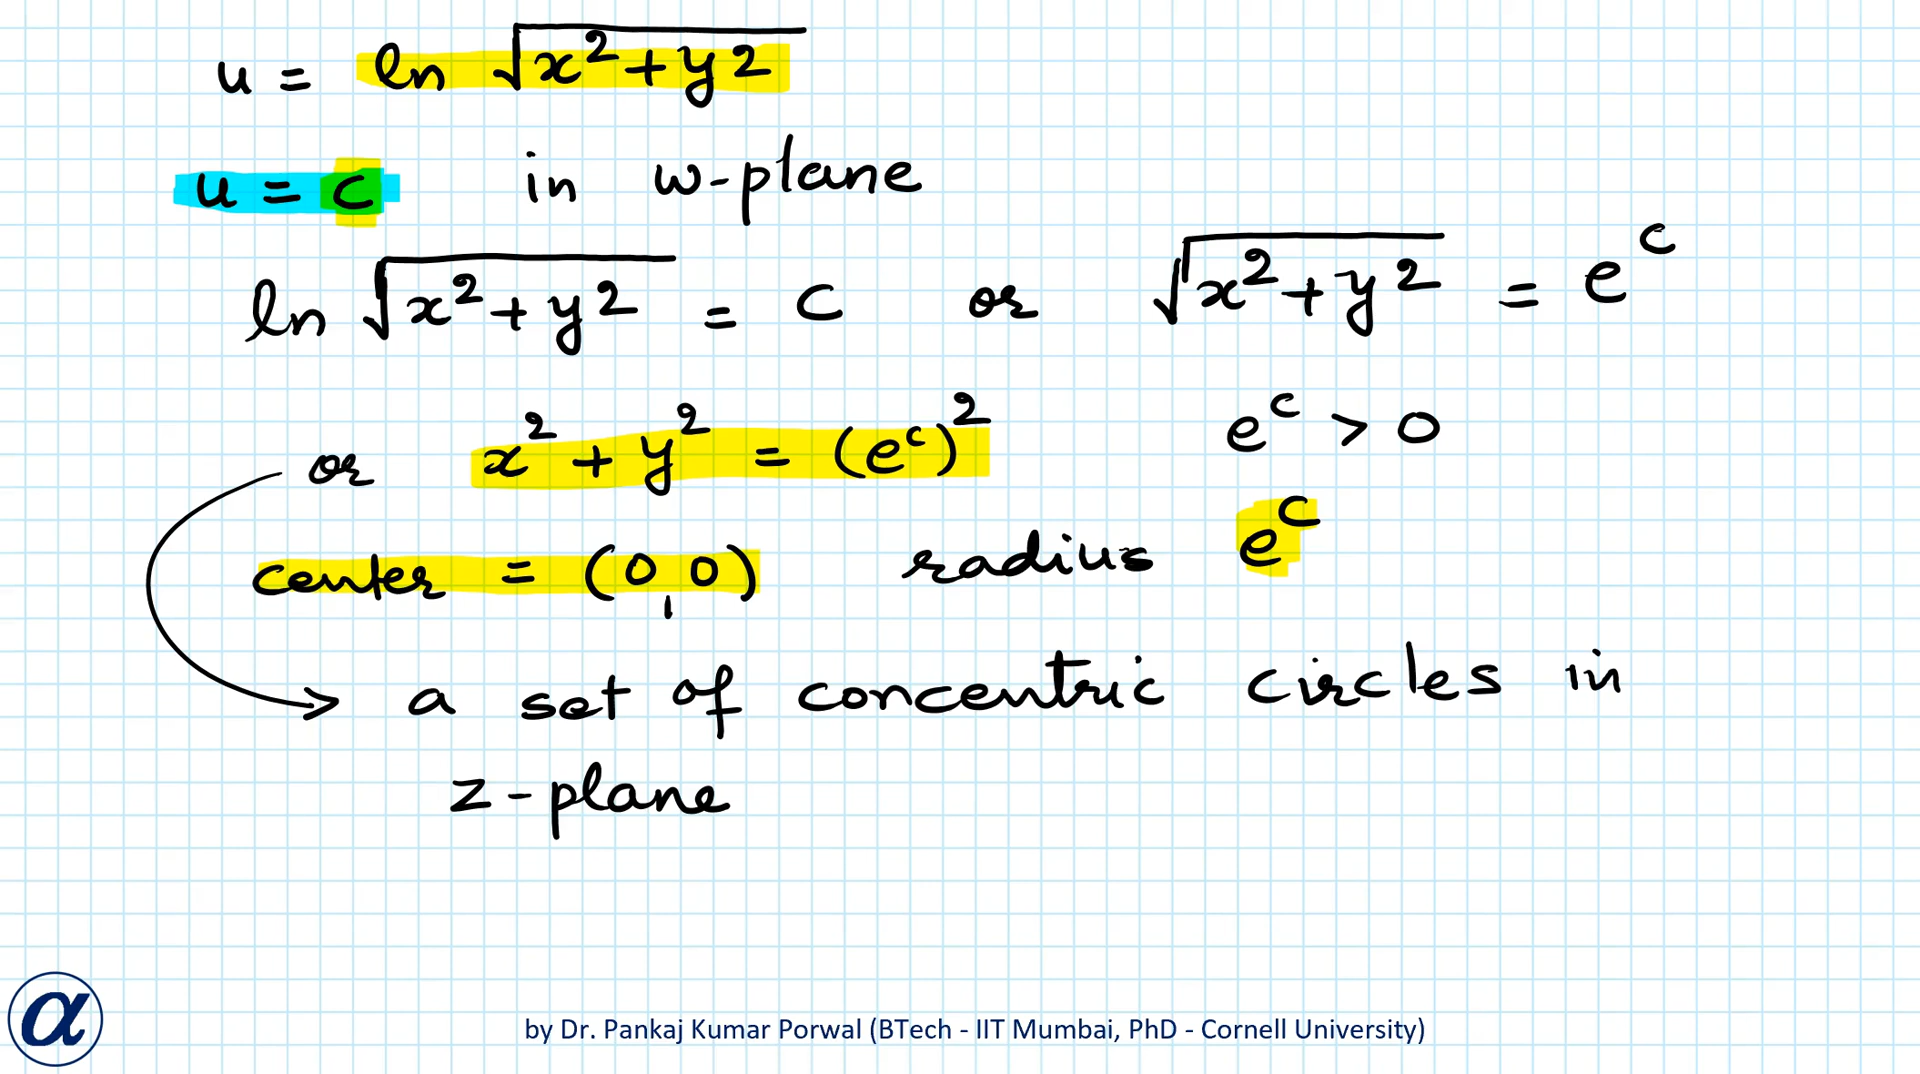 u = ln √x²+y²
u = c in w-plane
ln √x²+y² = c or √x²+y² = e^c
or x² + y² = (e^c)² e^c > 0
center = (0,0) radius e^c
→ a set of concentric circles in
z-plane
α
by Dr. Pankaj Kumar Porwal (BTech - IIT Mumbai, PhD - Cornell University)